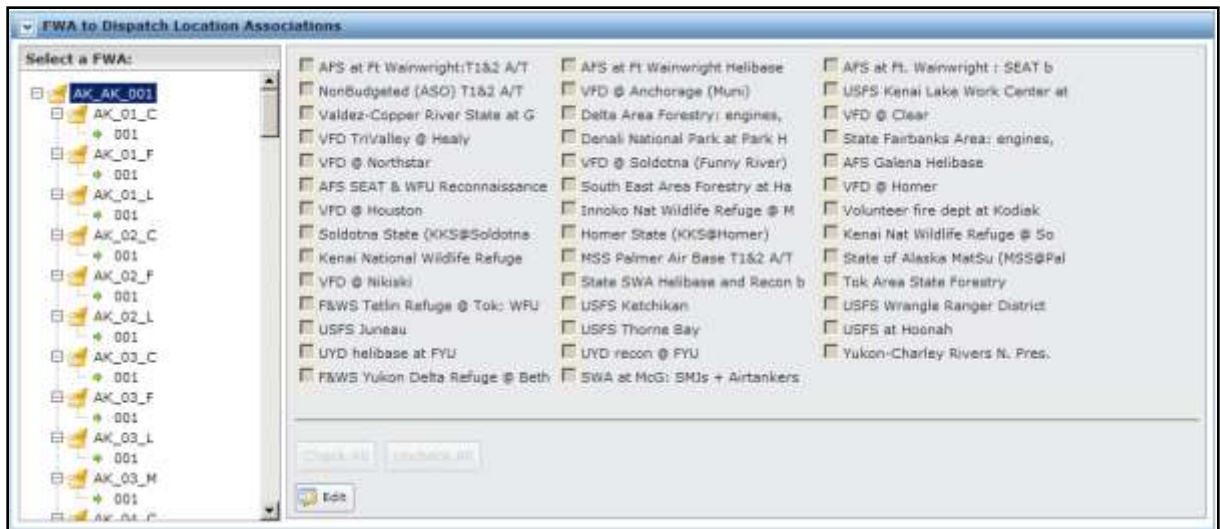 FWA to Dispatch Location Associations
Select a FWA:
AK_AK_001
AK_01_C
001
AK_01_F
001
AK_01_L
001
AK_02_C
001
AK_02_F
001
AK_02_L
001
AK_03_C
001
AK_03_F
001
AK_03_L
001
AK_03_M
001
AK_04_C
AFS at Ft Wainwright:T1&2 A/T AFS at Ft Wainwright Helibase AFS at Ft. Wainwright : SEAT b
NonBudgeted (ASO) T1&2 A/T VFD @ Anchorage (Muni) USFS Kenai Lake Work Center at
Valdez-Copper River State at G Delta Area Forestry: engines, VFD @ Clear
VFD TriValley @ Healy Denali National Park at Park H State Fairbanks Area: engines,
VFD @ Northstar VFD @ Soldotna (Funny River) AFS Galena Helibase
AFS SEAT & WFU Reconnaissance South East Area Forestry at Ha VFD @ Homer
VFD @ Houston Innoko Nat Wildlife Refuge @ M Volunteer fire dept at Kodiak
Soldotna State (KKS@Soldotna Homer State (KKS@Homer) Kenai Nat Wildlife Refuge @ So
Kenai National Wildlife Refuge MSS Palmer Air Base T1&2 A/T State of Alaska MatSu (MSS@Pal
VFD @ Nikiski State SWA Helibase and Recon b Tok Area State Forestry
F&WS Tetlin Refuge @ Tok: WFU USFS Ketchikan USFS Wrangle Ranger District
USFS Juneau USFS Thorne Bay USFS at Hoonah
UYD helibase at FYU UYD recon @ FYU Yukon-Charley Rivers N. Pres.
F&WS Yukon Delta Refuge @ Beth SWA at McG: SMJs + Airtankers
Check All Uncheck All
Edit